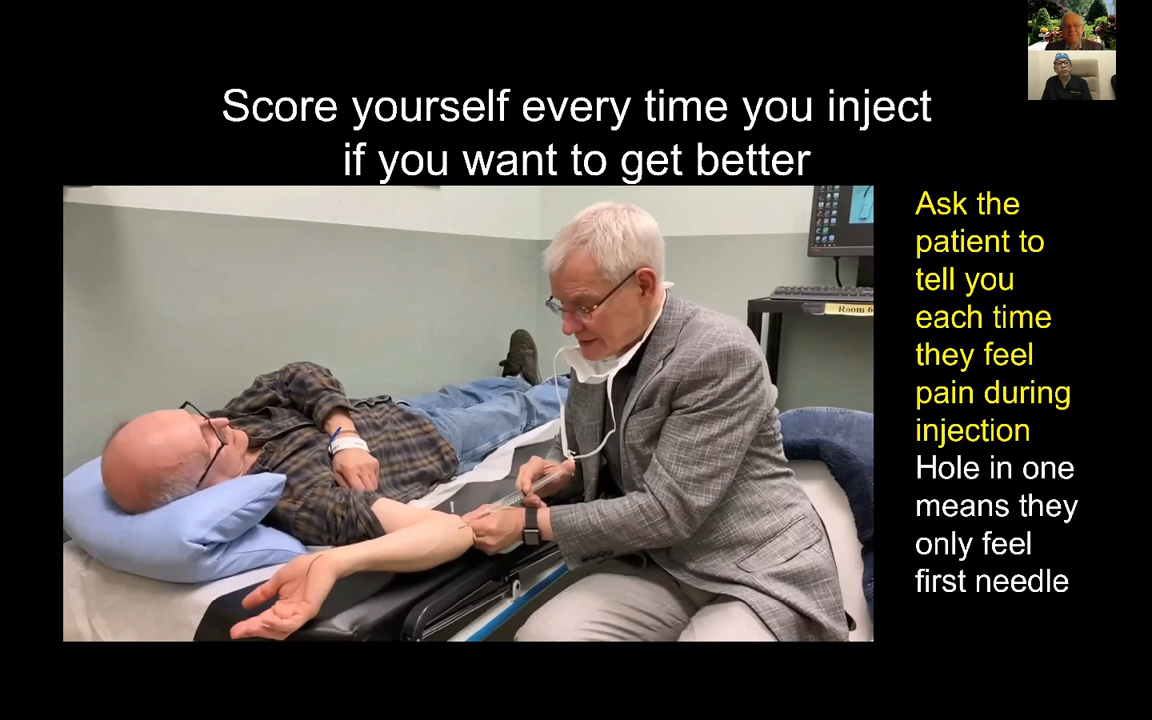 Score yourself every time you inject
if you want to get better
Ask the
patient to
tell you
each time
they feel
pain during
injection
Hole in one
means they
only feel
first needle
Room 6